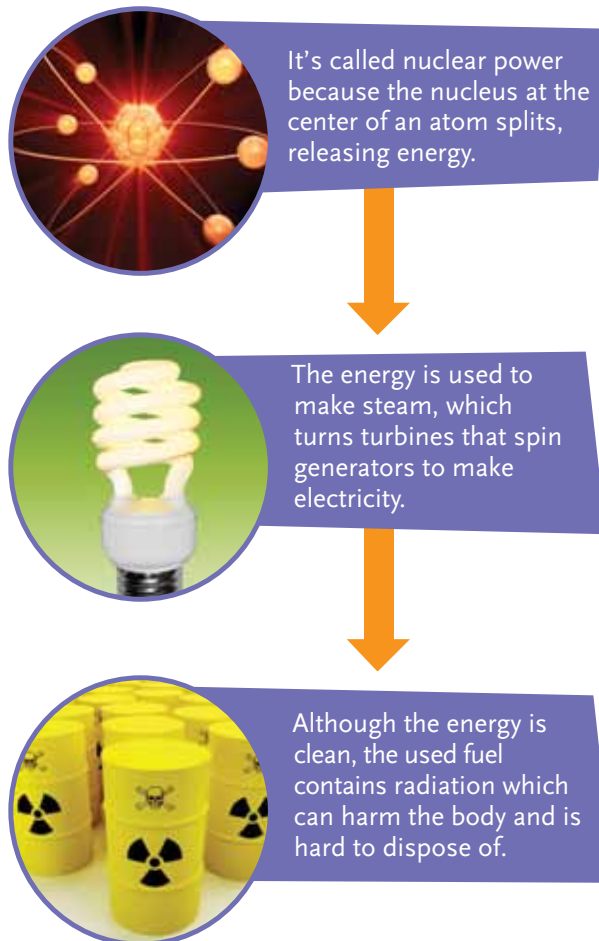 It’s called nuclear power
because the nucleus at the
center of an atom splits,
releasing energy.
The energy is used to
make steam, which
turns turbines that spin
generators to make
electricity.
Although the energy is
clean, the used fuel
contains radiation which
can harm the body and is
hard to dispose of.